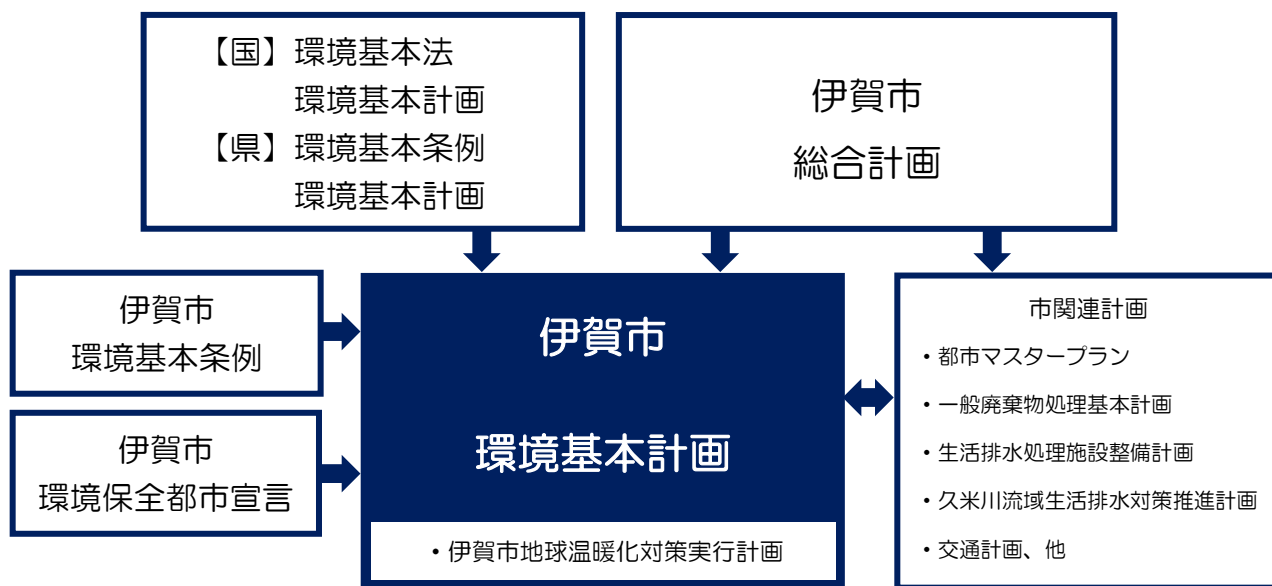 【国】環境基本法
環境基本計画
【県】環境基本条例
環境基本計画
伊賀市
総合計画
伊賀市
環境基本条例
伊賀市
環境保全都市宣言
伊賀市
環境基本計画
・伊賀市地球温暖化対策実行計画
市関連計画
・都市マスタープラン
・一般廃棄物処理基本計画
・生活排水処理施設整備計画
・久米川流域生活排水対策推進計画
・交通計画、他